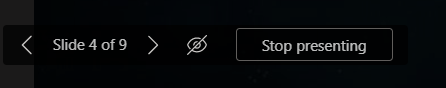 Slide 4 of 9 Stop presenting